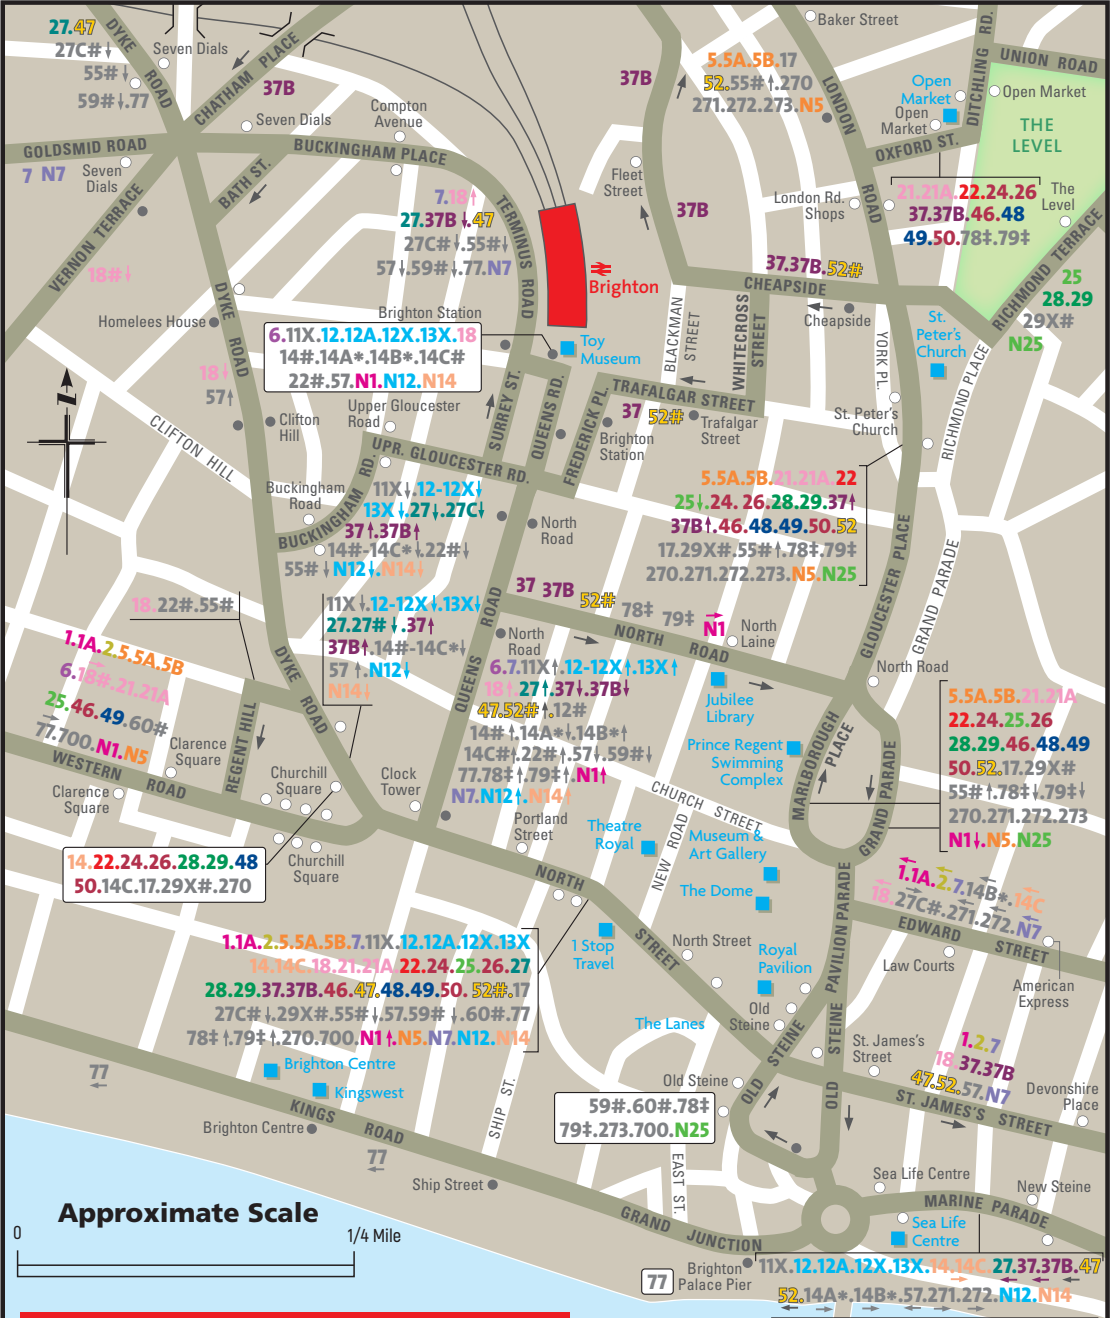 27.47
27C#↓
55#↓
59#↓.77
DYKE ROAD
Seven Dials
CHATHAM PLACE
37B
Seven Dials
Compton
Avenue
GOLDSMID ROAD
7 N7
Seven
Dials
BATH ST.
BUCKINGHAM PLACE
VERNON TERRACE
18#↓
7.18↑
27.37B↓.47
27C#↓.55#↓
57↓.59#↓.77.N7
TERMINUS ROAD
Brighton
37B
Fleet
Street
37B
Baker Street
5.5A.5B.17
52.55#↑.270
271.272.273.N5
LONDON ROAD
Open
Market
Open
Market
DITCHLING RD.
UNION ROAD
Open Market
THE
LEVEL
OXFORD ST.
21.21A.22.24.26
37.37B.46.48
49.50.78‡.79‡
London Rd.
Shops
The
Level
RICHMOND TERRACE
25
28.29
29X#
N25
37.37B.52#
CHEAPSIDE
Cheapside
St.
Peter's
Church
YORK PL.
RICHMOND PLACE
St. Peter's
Church
Homelees House
DYKE ROAD
Brighton Station
6.11X.12.12A.12X.13X.18
14#.14A*.14B*.14C#
22#.57.N1.N12.N14
Toy
Museum
BLACKMAN STREET
WHITECROSS STREET
TRAFALGAR STREET
37
52#
Trafalgar
Street
Brighton
Station
18↓
57↑
Clifton
Hill
CLIFTON HILL
Upper Gloucester
Road
UPR. GLOUCESTER RD.
SURREY ST.
QUEENS RD.
FREDERICK PL.
BUCKINGHAM RD.
Buckingham
Road
11X↓.12-12X↓
13X↓.27↓.27C↓
37↑.37B↑
14#-14C*↓.22#↓
55#↓N12↓.N14↓
North
Road
5.5A.5B.21.21A.22
25↓.24.26.28.29.37↑
37B↑.46.48.49.50.52
17.29X#.55#↑.78‡.79‡
270.271.272.273.N5.N25
GLOUCESTER PLACE
GRAND PARADE
18.22#.55#
11X↓.12-12X↓.13X↓
27.27#↓.37↑
37B↑.14#-14C*↓
57↑.N12↓
N14↓
37 37B
52#
78‡
79‡
N1
NORTH ROAD
North
Laine
North
Road
North Road
QUEENS ROAD
6.7.11X↑.12-12X↑.13X↑
18↑.27↑.37↓.37B↓
47.52#↑.12#
14#↑.14A*↓.14B*↑
14C#↑.22#↑.57↓.59#↓
77.78‡↑.79‡↑.N1↑
N7.N12↑.N14↑
Portland
Street
1.1A.2.5.5A.5B
6.18#.21.21A
25.46.49.60#
77.700.N1.N5
Clarence
Square
WESTERN ROAD
Clarence
Square
REGENT HILL
DYKE ROAD
Churchill
Square
Clock
Tower
Churchill
Square
14.22.24.26.28.29.48
50.14C.17.29X#.270
Jubilee
Library
Prince Regent
Swimming
Complex
MARLBOROUGH PLACE
GRAND PARADE
5.5A.5B.21.21A
22.24.25.26
28.29.46.48.49
50.52.17.29X#
55#↑.78‡↓.79‡↓
270.271.272.273
N1↓.N5.N25
CHURCH STREET
NEW ROAD
Theatre
Royal
Museum &
Art Gallery
The Dome
1.1A.2.7.14B*.14C
18.27C#.271.272.N7
EDWARD STREET
Law Courts
American
Express
NORTH STREET
1.1A.2.5.5A.5B.7.11X.12.12A.12X.13X
14.14C.18.21.21A.22.24.25.26.27
28.29.37.37B.46.47.48.49.50.52#.17
27C#↓.29X#.55#↓.57.59#↓.60#.77
78‡↑.79‡↑.270.700.N1↑.N5.N7.N12.N14
1 Stop
Travel
North Street
Royal
Pavilion
Old
Steine
The Lanes
OLD STEINE
OLD STEINE
PAVILION PARADE
St. James's
Street
1.2.7
18.37.37B
47.52.57.N7
ST. JAMES'S STREET
Devonshire
Place
Brighton Centre
Kingswest
77
KINGS ROAD
Brighton Centre
77
SHIP ST.
Ship Street
Old Steine
59#.60#.78‡
79‡.273.700.N25
EAST ST.
Sea Life Centre
New Steine
MARINE PARADE
Sea Life
Centre
GRAND JUNCTION
Brighton
Palace Pier
77
11X.12.12A.12X.13X.14.14C.27.37.37B.47
52.14A*.14B*.57.271.272.N12.N14
Approximate Scale
0
1/4 Mile